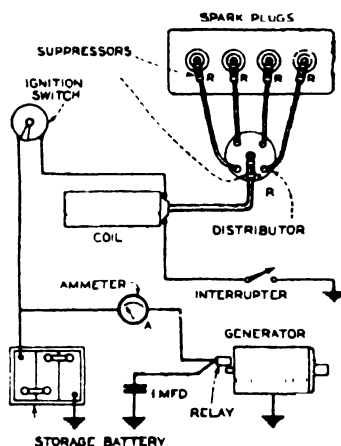 SPARK PLUGS
SUPPRESSORS
R R R R
IGNITION
SWITCH
R
COIL
DISTRIBUTOR
AMMETER
INTERRUPTER
A
GENERATOR
1 MFD
RELAY
STORAGE BATTERY